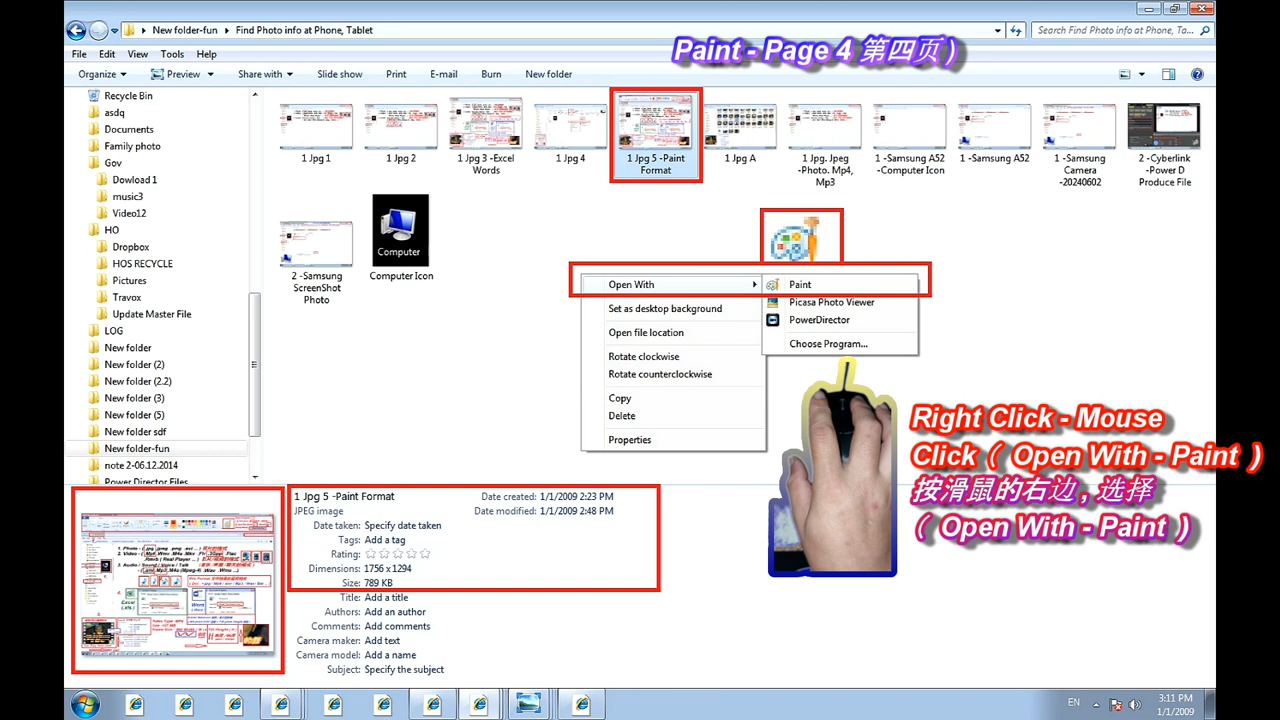 New folder-fun
Find Photo info at Phone, Tablet
Search Find Photo info at Phone, Ta...
File Edit View Tools Help
Paint - Page 4 第四页 )
Organize Preview Share with Slide show Print E-mail Burn New folder
Recycle Bin
asdq
Documents
Family photo
Gov
Dowload 1
music3
Video12
HO
Dropbox
HOS RECYCLE
Pictures
Travox
Update Master File
LOG
New folder
New folder (2)
New folder (2.2)
New folder (3)
New folder (5)
New folder sdf
New folder-fun
note 2-06.12.2014
Power Director Files
1 Jpg 1
1 Jpg 2
1 Jpg 3 -Excel
Words
1 Jpg 4
1 Jpg 5 -Paint
Format
1 Jpg A
1 Jpg. Jpeg
-Photo. Mp4,
Mp3
1 -Samsung A52
-Computer Icon
1 -Samsung A52
1 -Samsung
Camera
-20240602
2 -Cyberlink
-Power D
Produce File
2 -Samsung
ScreenShot
Photo
Computer
Computer Icon
Open With
Set as desktop background
Open file location
Rotate clockwise
Rotate counterclockwise
Copy
Delete
Properties
Paint
Picasa Photo Viewer
PowerDirector
Choose Program...
Right Click - Mouse
Click ( Open With - Paint )
按滑鼠的右边 , 选择
( Open With - Paint )
1 Jpg 5 -Paint Format
JPEG image
Date created: 1/1/2009 2:23 PM
Date modified: 1/1/2009 2:48 PM
Date taken: Specify date taken
Tags: Add a tag
Rating:
Dimensions: 1756 x 1294
Size: 789 KB
Title: Add a title
Authors: Add an author
Comments: Add comments
Camera maker: Add text
Camera model: Add a name
Subject: Specify the subject
EN
3:11 PM
1/1/2009